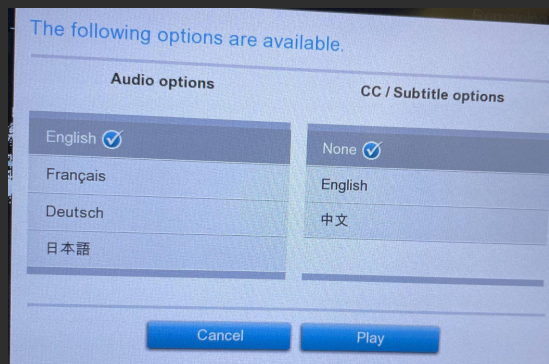 The following options are available.
Audio options
English
Français
Deutsch
日本語
CC / Subtitle options
None
English
中文
Cancel
Play